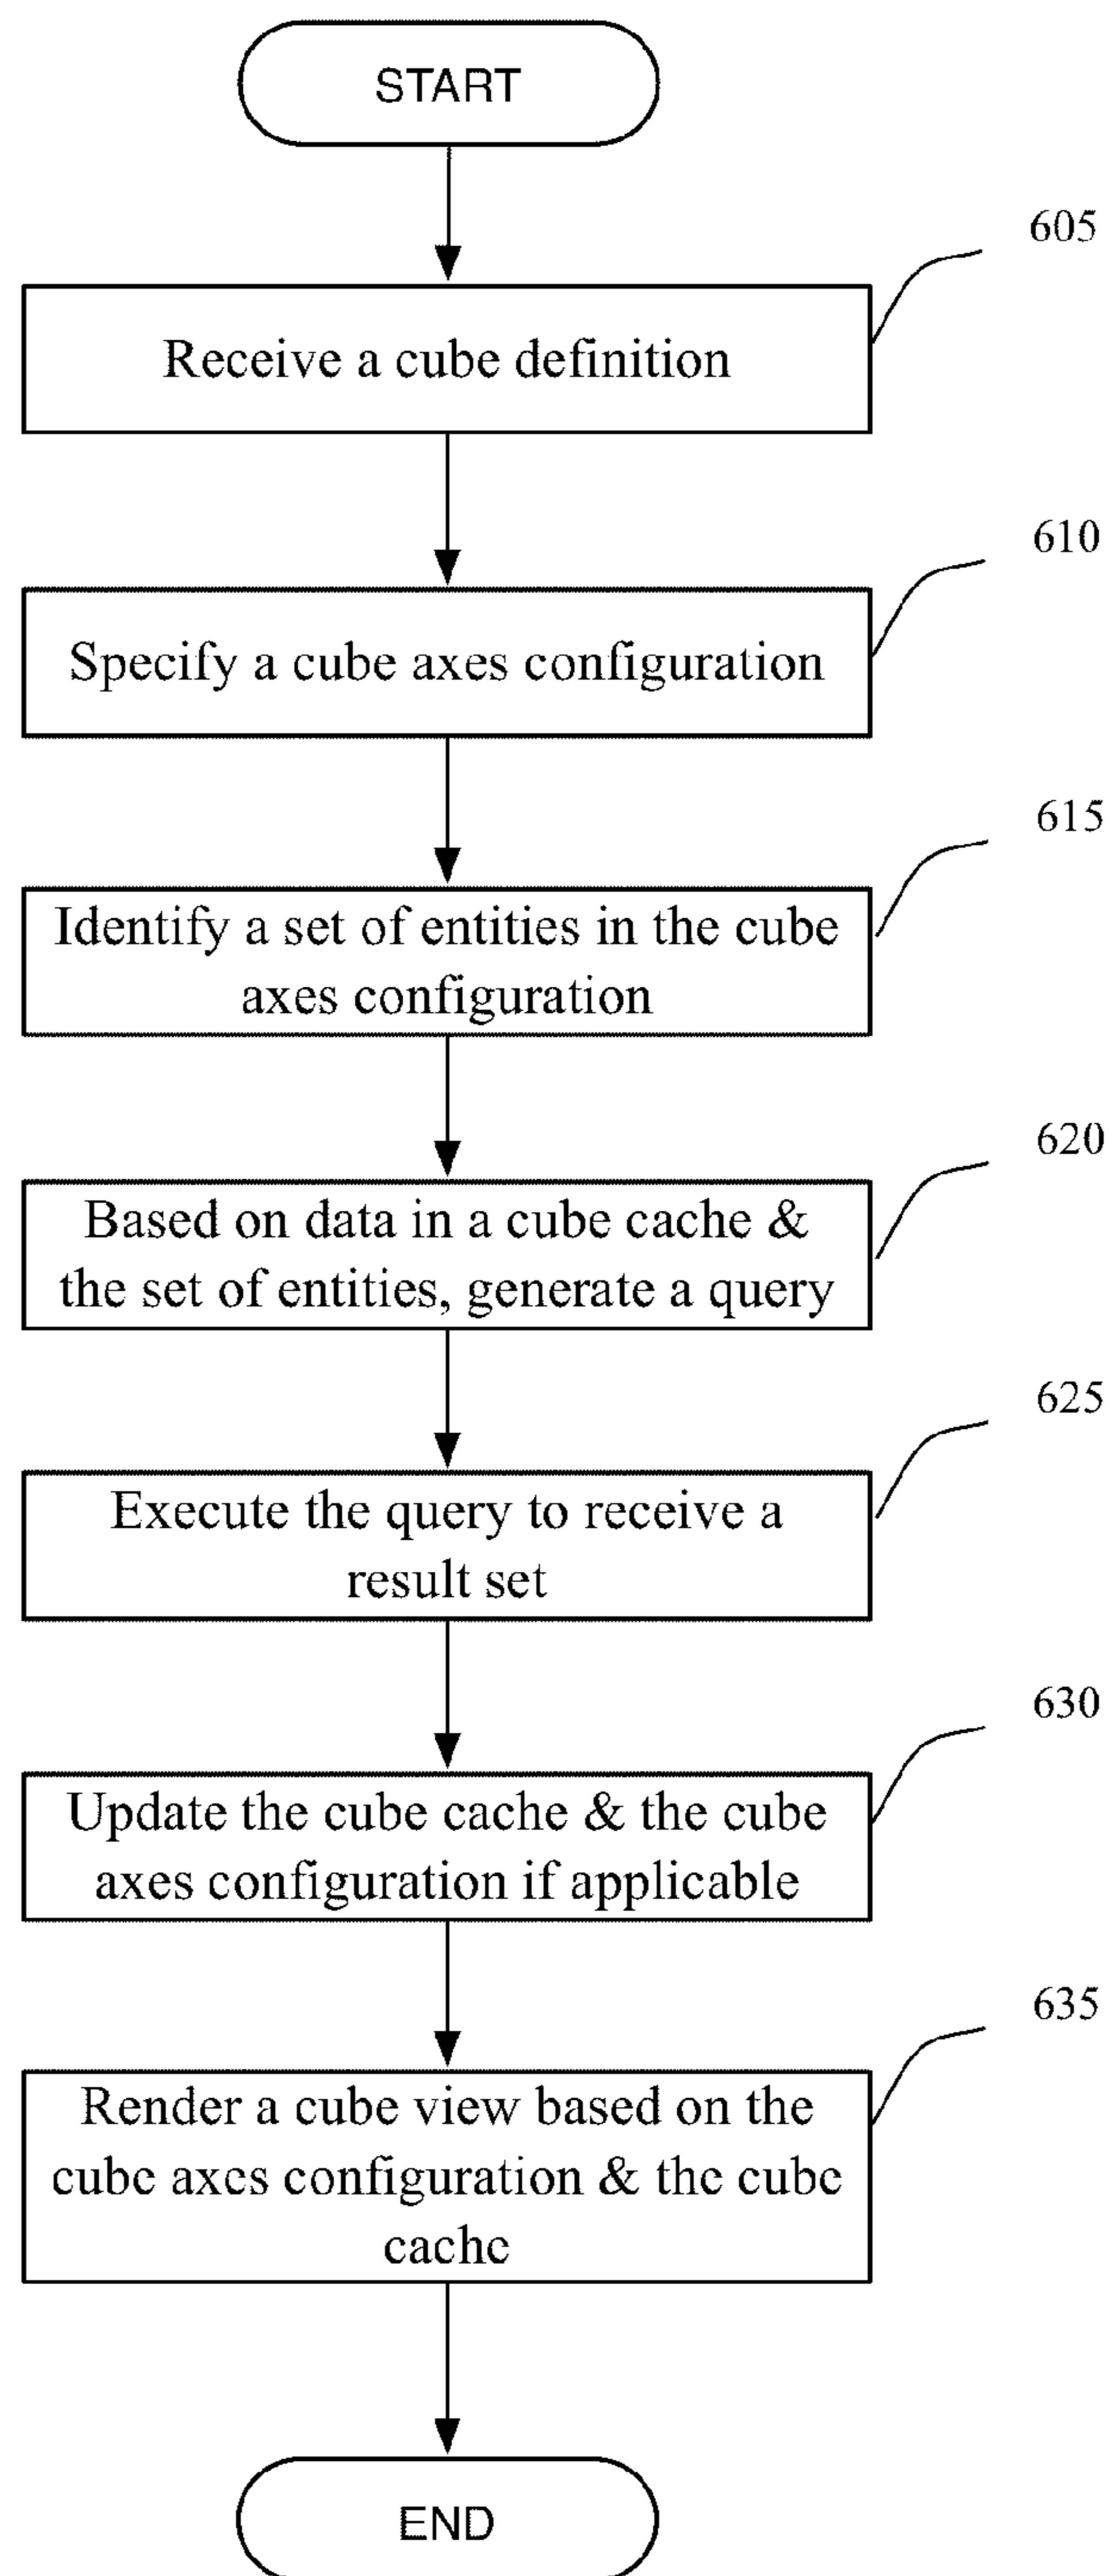 START
605
Receive a cube definition
610
Specify a cube axes configuration
615
Identify a set of entities in the cube
axes configuration
620
Based on data in a cube cache &
the set of entities, generate a query
625
Execute the query to receive a
result set
630
Update the cube cache & the cube
axes configuration if applicable
635
Render a cube view based on the
cube axes configuration & the cube
cache
END